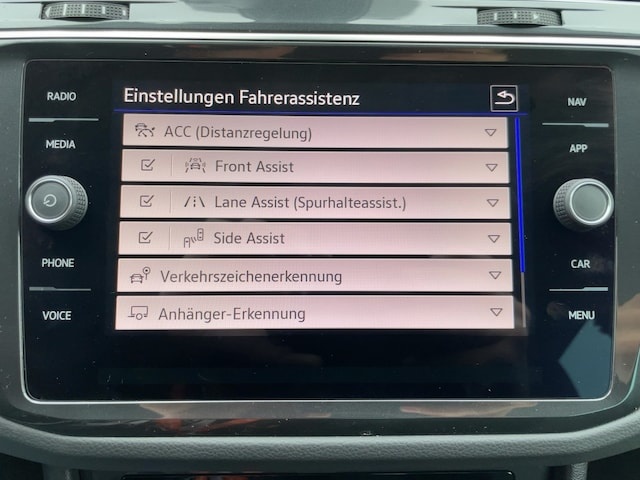 RADIO
MEDIA
PHONE
VOICE
Einstellungen Fahrerassistenz
ACC (Distanzregelung)
Front Assist
Lane Assist (Spurhalteassist.)
Side Assist
Verkehrszeichenerkennung
Anhänger-Erkennung
NAV
APP
CAR
MENU